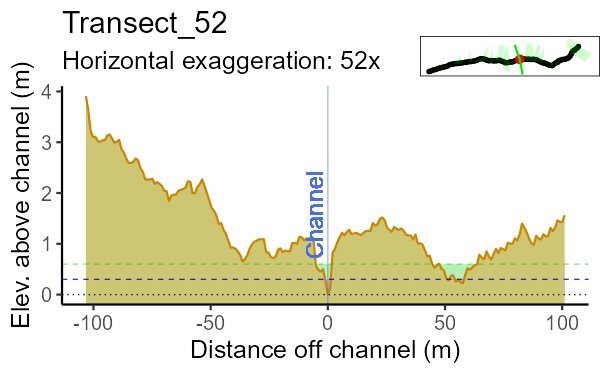 Transect_52
Horizontal exaggeration: 52x
Elev. above channel (m)
4
3
2
1
0
Channel
-100
-50
0
50
100
Distance off channel (m)